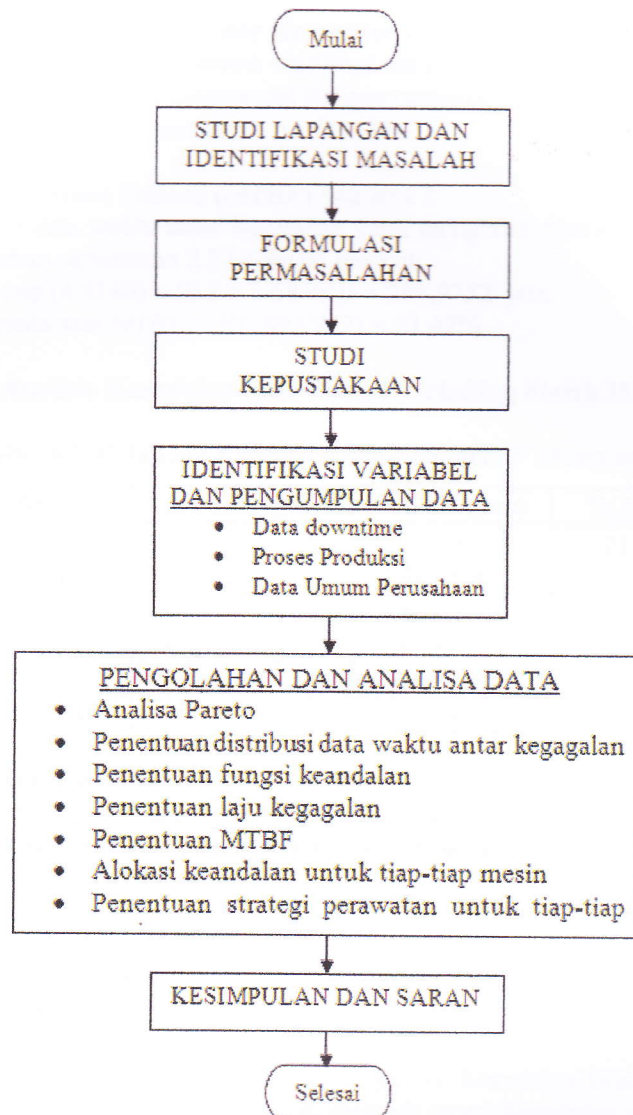 Mulai
STUDI LAPANGAN DAN
IDENTIFIKASI MASALAH
FORMULASI
PERMASALAHAN
STUDI
KEPUSTAKAAN
IDENTIFIKASI VARIABEL
DAN PENGUMPULAN DATA
• Data downtime
• Proses Produksi
• Data Umum Perusahaan
PENGOLAHAN DAN ANALISA DATA
• Analisa Pareto
• Penentuan distribusi data waktu antar kegagalan
• Penentuan fungsi keandalan
• Penentuan laju kegagalan
• Penentuan MTBF
• Alokasi keandalan untuk tiap-tiap mesin
• Penentuan strategi perawatan untuk tiap-tiap
KESIMPULAN DAN SARAN
Selesai